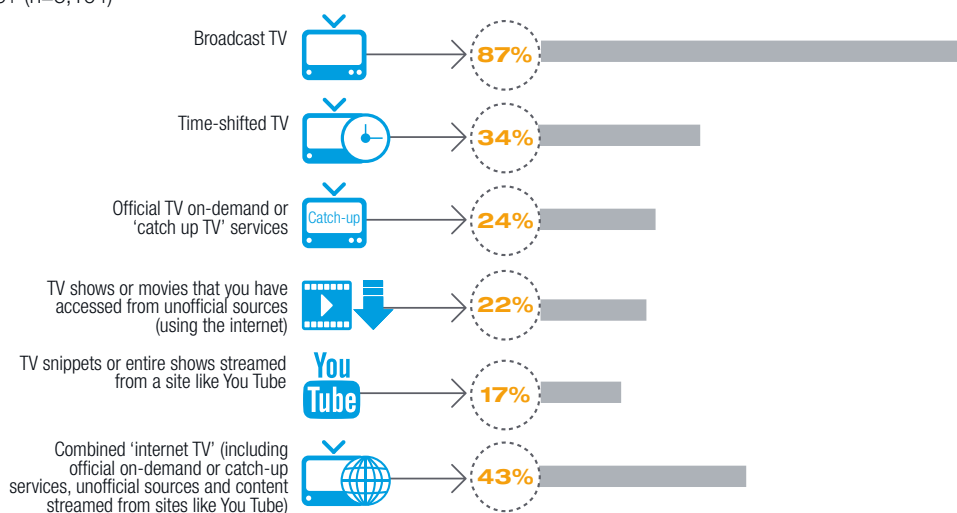 Broadcast TV
87%
Time-shifted TV
34%
Official TV on-demand or
‘catch up TV’ services
Catch-up
24%
TV shows or movies that you have
accessed from unofficial sources
(using the internet)
22%
TV snippets or entire shows streamed
from a site like You Tube
You
Tube
17%
Combined ‘internet TV’ (including
official on-demand or catch-up
services, unofficial sources and content
streamed from sites like You Tube)
43%